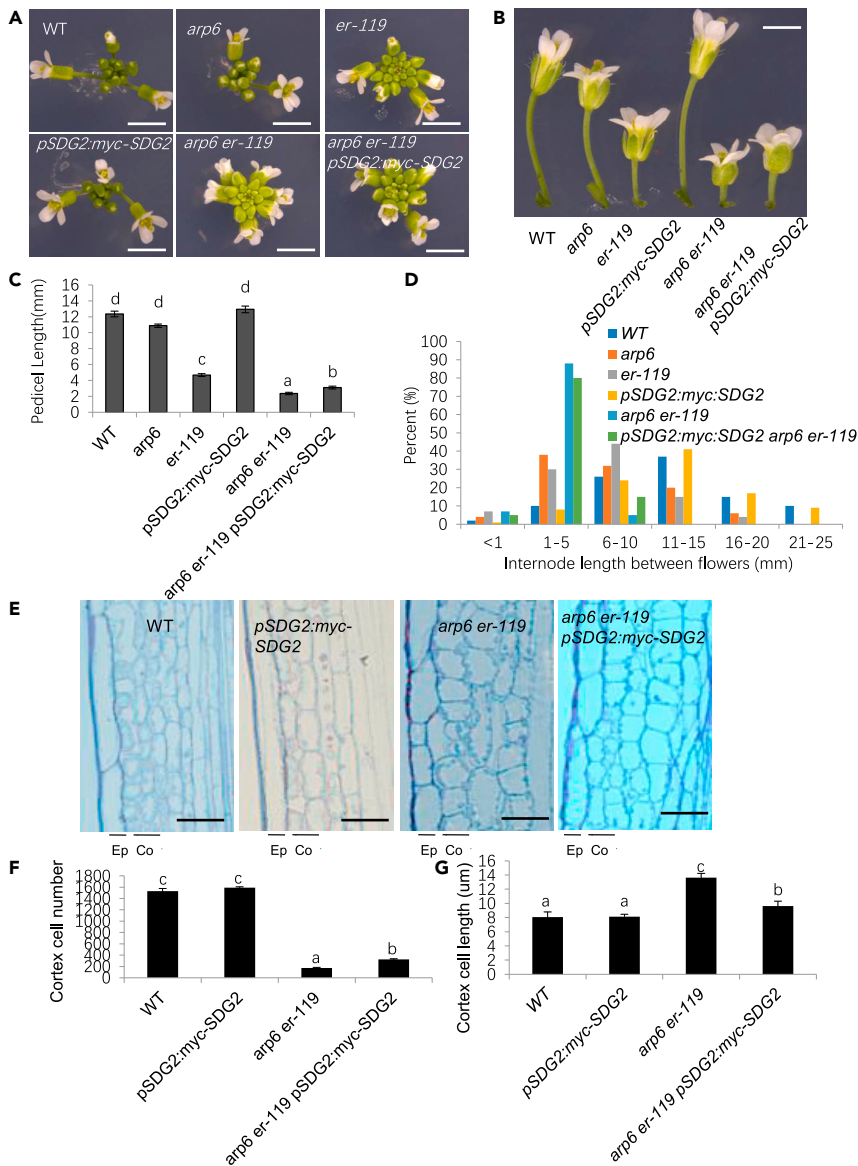 A
WT
arp6
er-119
pSDG2:myc-SDG2
arp6 er-119
arp6 er-119
pSDG2:myc-SDG2
B
WT
arp6
er-119
pSDG2:myc-SDG2
arp6 er-119
arp6 er-119
pSDG2:myc-SDG2
C
Pedicel Length(mm)
16
14
12
10
8
6
4
2
0
d
d
c
d
a
b
WT
arp6
er-119
pSDG2:myc-SDG2
arp6 er-119
arp6 er-119 pSDG2:myc-SDG2
D
Percent (%)
100
90
80
70
60
50
40
30
20
10
0
WT
arp6
er-119
pSDG2:myc:SDG2
arp6 er-119
pSDG2:myc:SDG2 arp6 er-119
<1
1-5
6-10
11-15
16-20
21-25
Internode length between flowers (mm)
E
WT
pSDG2:myc-
SDG2
arp6 er-119
arp6 er-119
pSDG2:myc-SDG2
Ep Co
Ep Co
Ep Co
Ep Co
F
Cortex cell number
1800
1600
400
200
c
c
a
b
WT
pSDG2:myc-SDG2
arp6 er-119
arp6 er-119 pSDG2:myc-SDG2
G
Cortex cell length (um)
16
14
12
10
8
6
4
2
0
a
a
c
b
WT
pSDG2:myc-SDG2
arp6 er-119
arp6 er-119 pSDG2:myc-SDG2